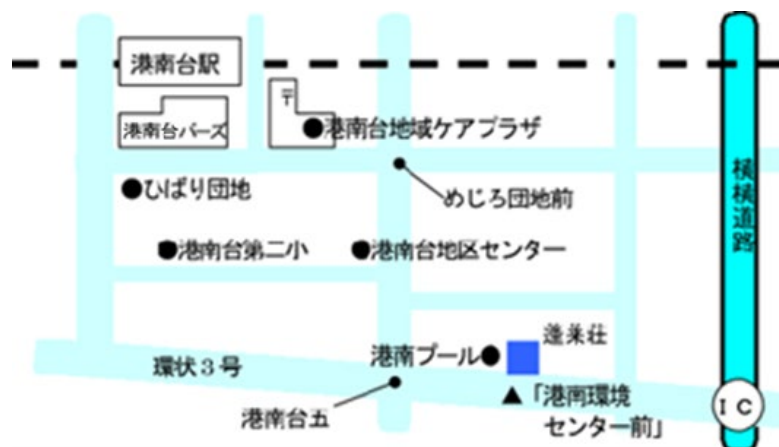 港南台駅
〒
港南台バーズ
港南台地域ケアプラザ
めじろ団地前
ひばり団地
横横道路
港南台第二小
港南台地区センター
蓬莱荘
港南プール
環状3号
「港南環境
センター前」
港南台五
IC